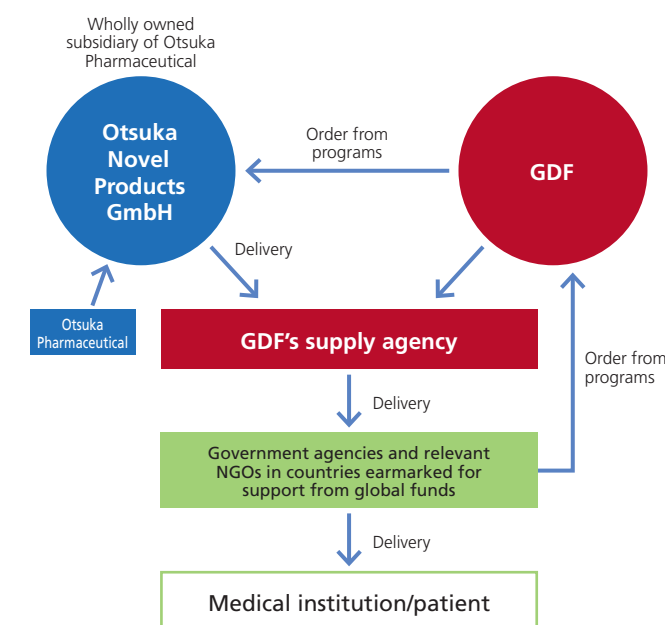 Wholly owned
subsidiary of Otsuka
Pharmaceutical
Otsuka
Novel
Products
GmbH
Order from
programs
GDF
Delivery
Otsuka
Pharmaceutical
GDF's supply agency
Order from
programs
Delivery
Government agencies and relevant
NGOs in countries earmarked for
support from global funds
Delivery
Medical institution/patient